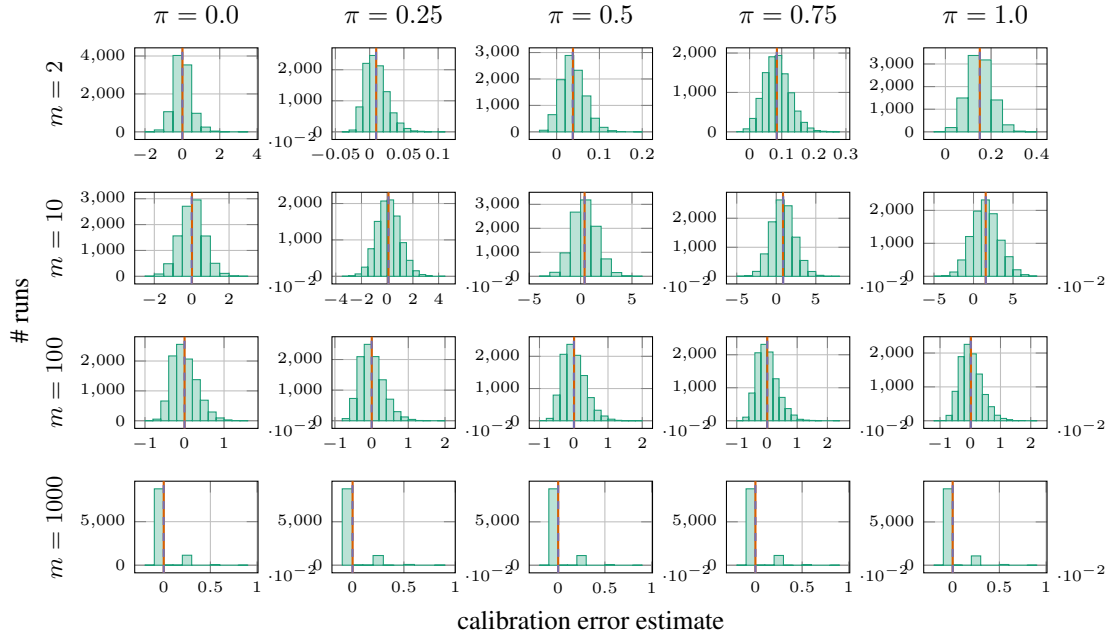 π = 0.0 π = 0.25 π = 0.5 π = 0.75 π = 1.0
m = 2
4,000 2,000 0
−2 0 2 4
·10⁻²
2,000 0
−0.05 0 0.05 0.1
3,000 2,000 1,000 0
0 0.1 0.2
2,000 1,000 0
0 0.1 0.2 0.3
3,000 2,000 1,000 0
0 0.2 0.4
m = 10
3,000 2,000 1,000 0
−2 0 2
·10⁻²
2,000 1,000 0
−4 −2 0 2 4
·10⁻²
3,000 2,000 1,000 0
−5 0 5
·10⁻²
2,000 0
−5 0 5
·10⁻²
2,000 1,000 0
−5 0 5
·10⁻²
# runs
m = 100
2,000 1,000 0
−1 0 1
·10⁻²
2,000 1,000 0
−1 0 1 2
·10⁻²
2,000 1,000 0
−1 0 1 2
·10⁻²
2,000 1,000 0
−1 0 1 2
·10⁻²
2,000 1,000 0
−1 0 1 2
·10⁻²
m = 1000
5,000 0
0 0.5 1
·10⁻²
5,000 0
0 0.5 1
·10⁻²
5,000 0
0 0.5 1
·10⁻²
5,000 0
0 0.5 1
·10⁻²
5,000 0
0 0.5 1
·10⁻²
calibration error estimate